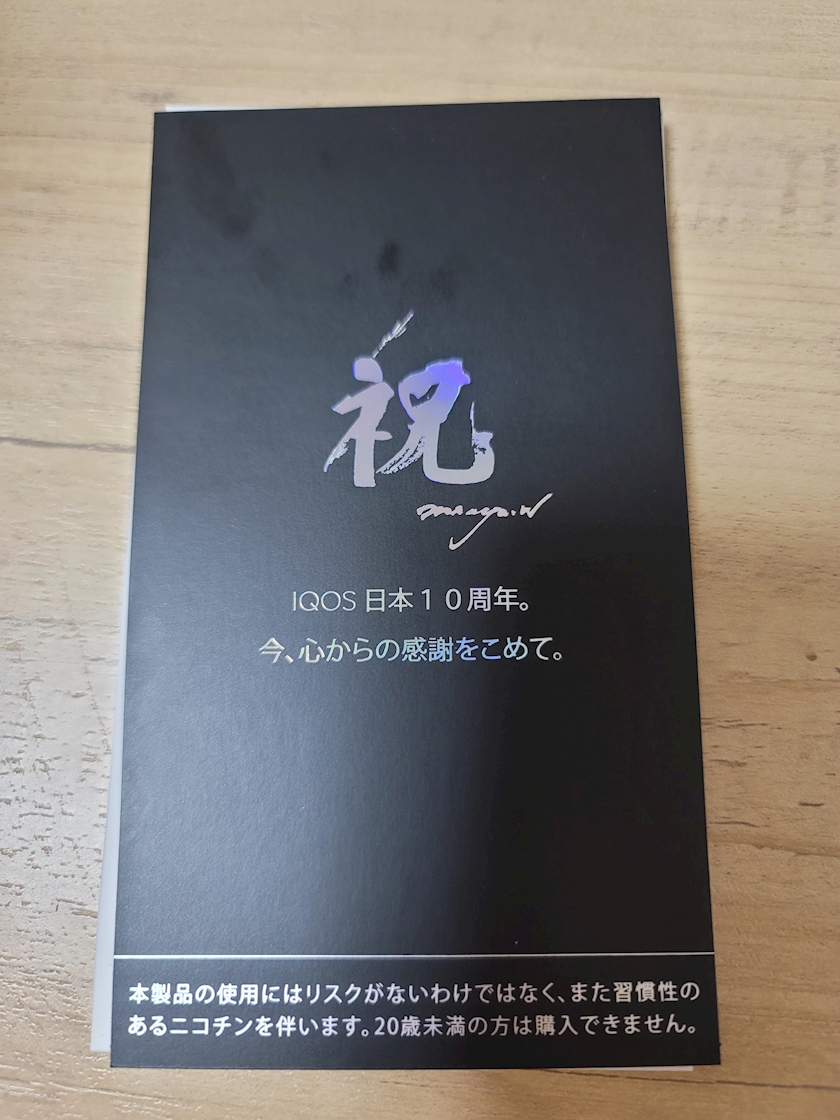 祝
IQOS 日本１０周年。
今、心からの感謝をこめて。
本製品の使用にはリスクがないわけではなく、また習慣性の
あるニコチンを伴います。20歳未満の方は購入できません。